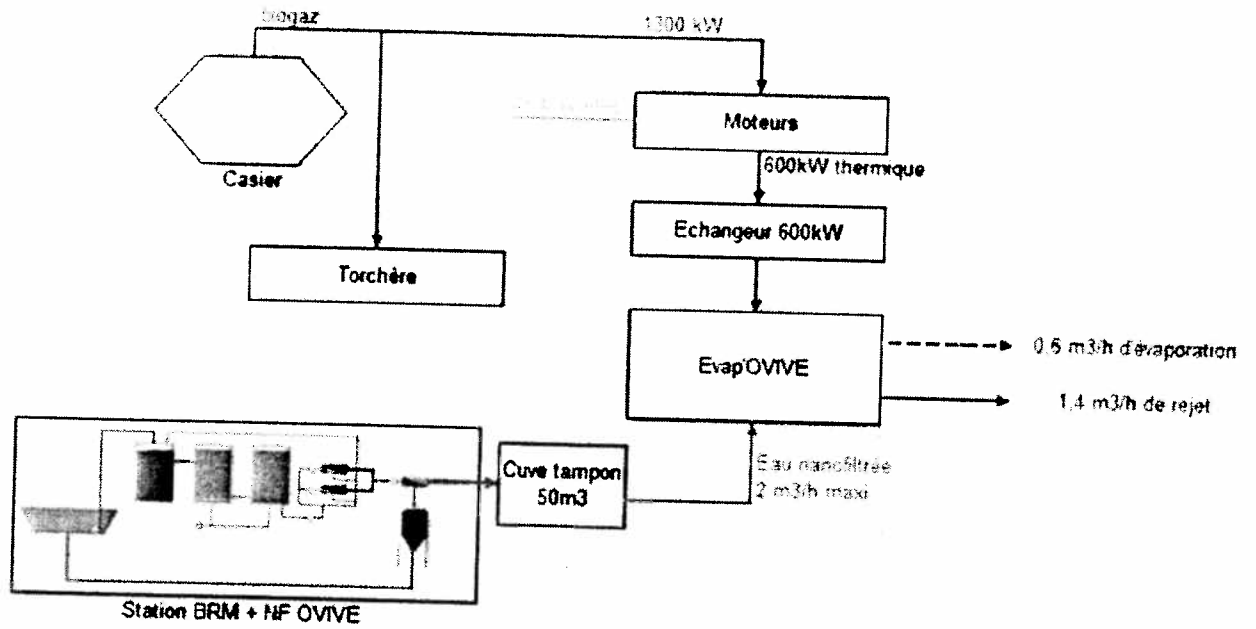 biogaz
1300 kW
Moteurs
Casier
600kW thermique
Echangeur 600kW
Torchère
Evap'OVIVE
0,6 m3/h d'évaporation
1,4 m3/h de rejet
Eau nanofiltrée
2 m3/h maxi
Cuve tampon
50m3
Station BRM + NF OVIVE